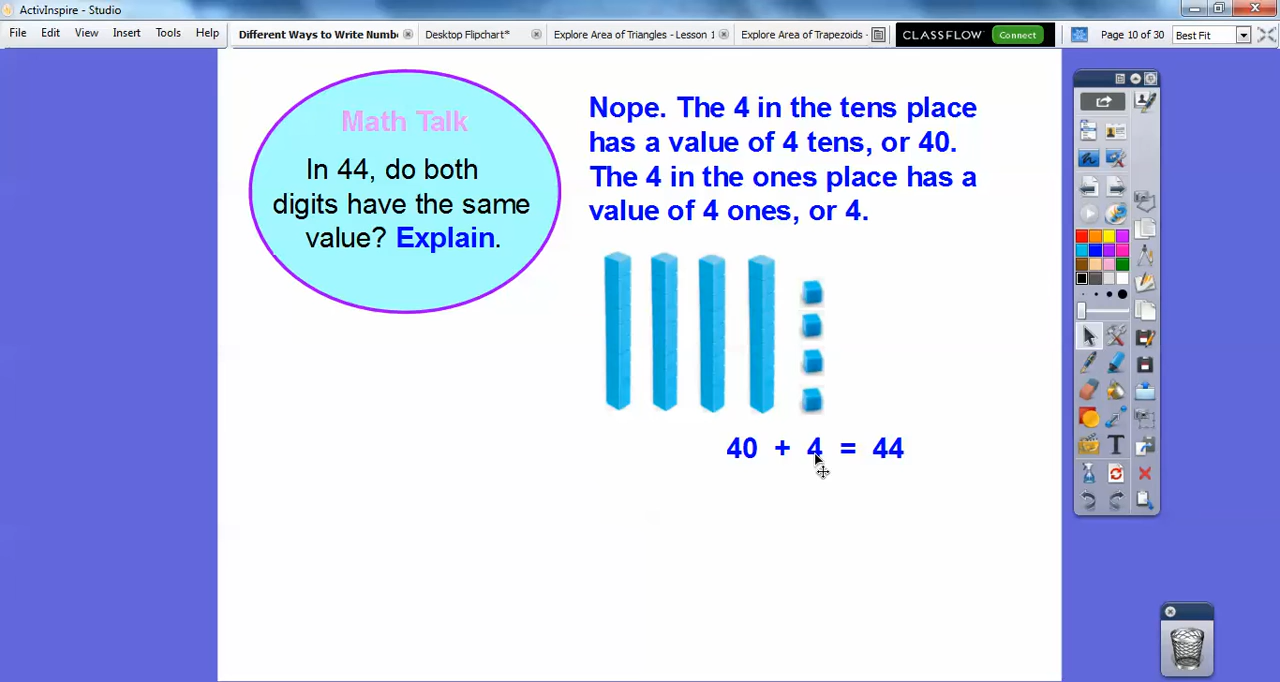 ActivInspire - Studio
File Edit View Insert Tools Help
Different Ways to Write Numb
Desktop Flipchart*
Explore Area of Triangles - Lesson 1
Explore Area of Trapezoids -
CLASSFLOW Connect
Page 10 of 30
Best Fit
Math Talk
In 44, do both
digits have the same
value? Explain.
Nope. The 4 in the tens place
has a value of 4 tens, or 40.
The 4 in the ones place has a
value of 4 ones, or 4.
40 + 4 = 44